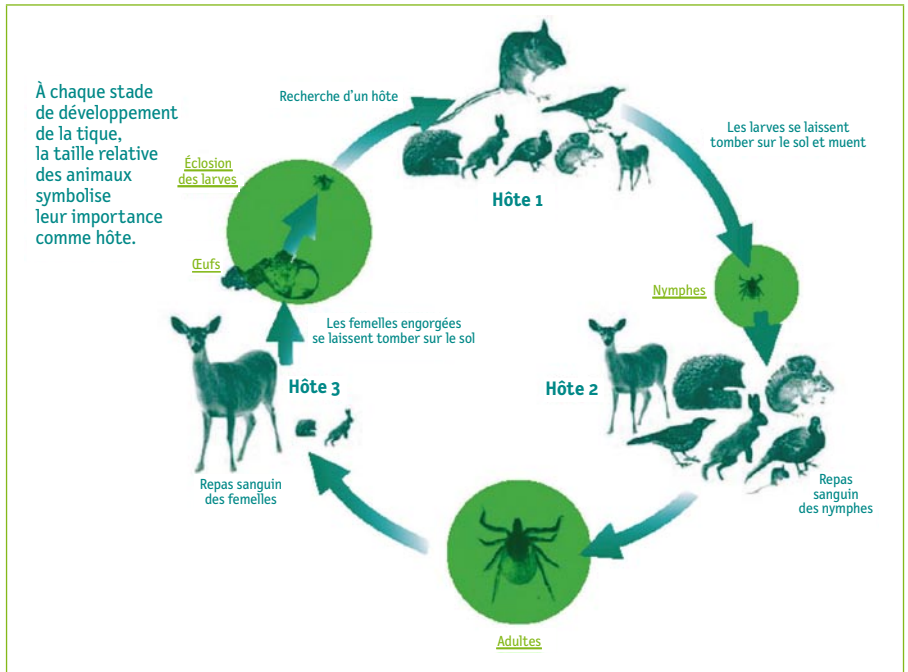 À chaque stade
de développement
de la tique,
la taille relative
des animaux
symbolise
leur importance
comme hôte.
Recherche d'un hôte
Hôte 1
Les larves se laissent
tomber sur le sol et muent
Nymphes
Hôte 2
Repas
sanguin
des nymphes
Adultes
Repas sanguin
des femelles
Hôte 3
Les femelles engorgées
se laissent tomber sur le sol
Œufs
Éclosion
des larves